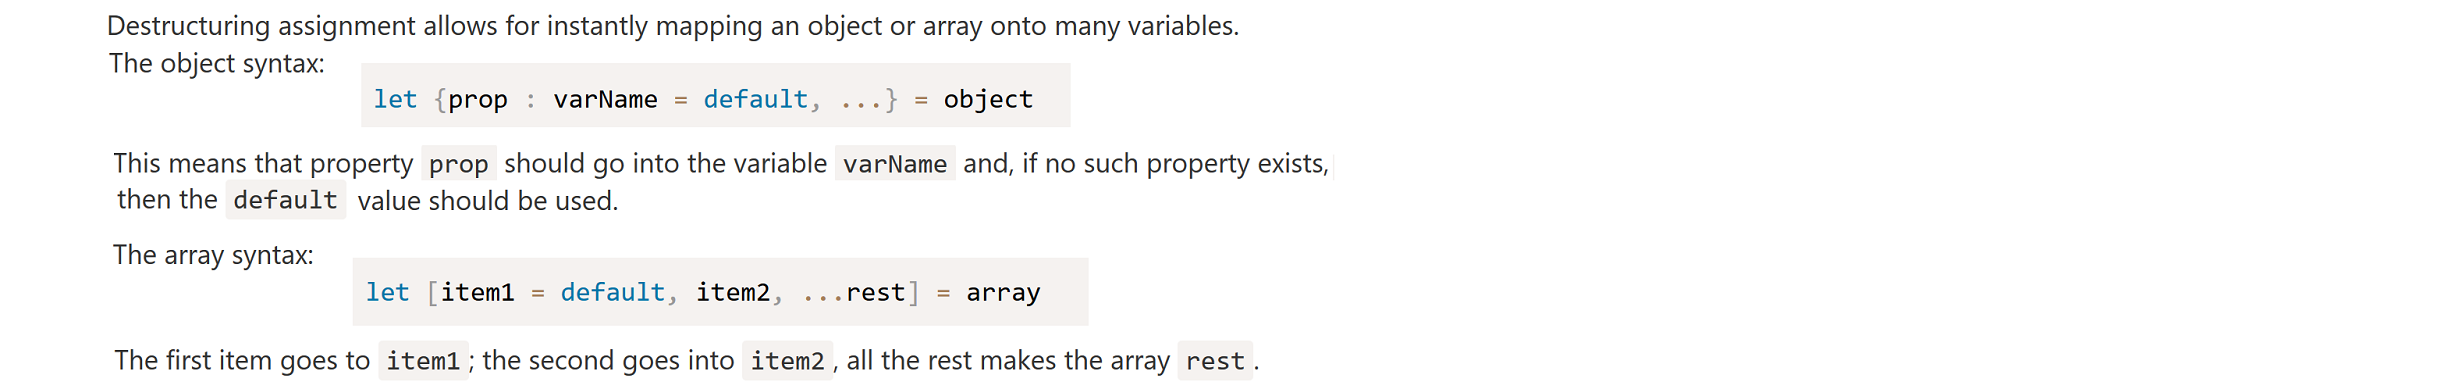 Destructuring assignment allows for instantly mapping an object or array onto many variables.
The object syntax:
let {prop : varName = default, ...} = object
This means that property prop should go into the variable varName and, if no such property exists,
then the default value should be used.
The array syntax:
let [item1 = default, item2, ...rest] = array
The first item goes to item1; the second goes into item2, all the rest makes the array rest.